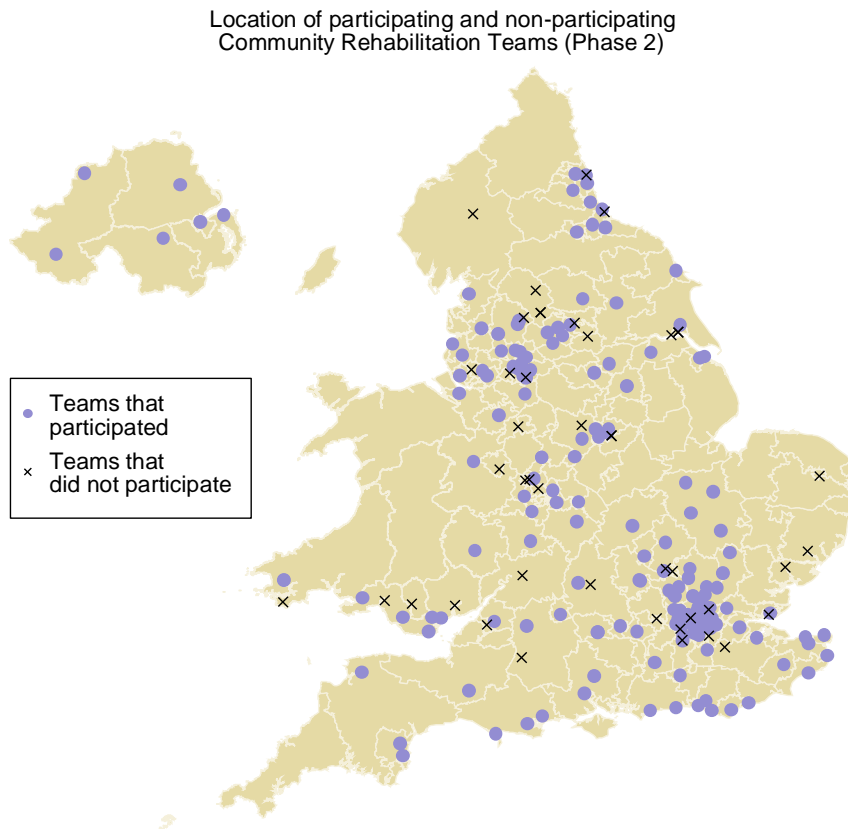 Location of participating and non-participating
Community Rehabilitation Teams (Phase 2)
Teams that
participated
Teams that
did not participate